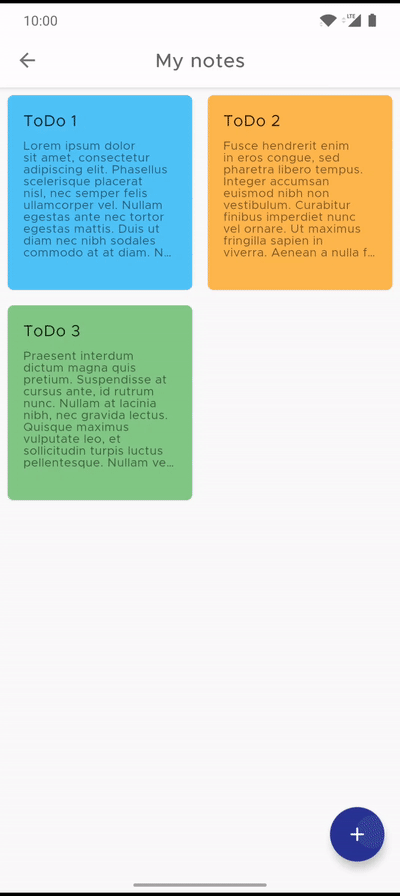 10:00
LTE
My notes
ToDo 1
Lorem ipsum dolor
sit amet, consectetur
adipiscing elit. Phasellus
scelerisque placerat
nisl, nec semper felis
ullamcorper vel. Nullam
egestas ante nec tortor
egestas mattis. Duis ut
diam nec nibh sodales
commodo at at diam. N...
ToDo 2
Fusce hendrerit enim
in eros congue, sed
pharetra libero tempus.
Integer accumsan
euismod nibh non
vestibulum. Curabitur
finibus imperdiet nunc
vel ornare. Ut maximus
fringilla sapien in
viverra. Aenean a nulla f...
ToDo 3
Praesent interdum
dictum magna quis
pretium. Suspendisse at
cursus ante, id rutrum
nunc. Nullam at lacinia
nibh, nec gravida lectus.
Quisque maximus
vulputate leo, et
sollicitudin turpis luctus
pellentesque. Nullam ve...